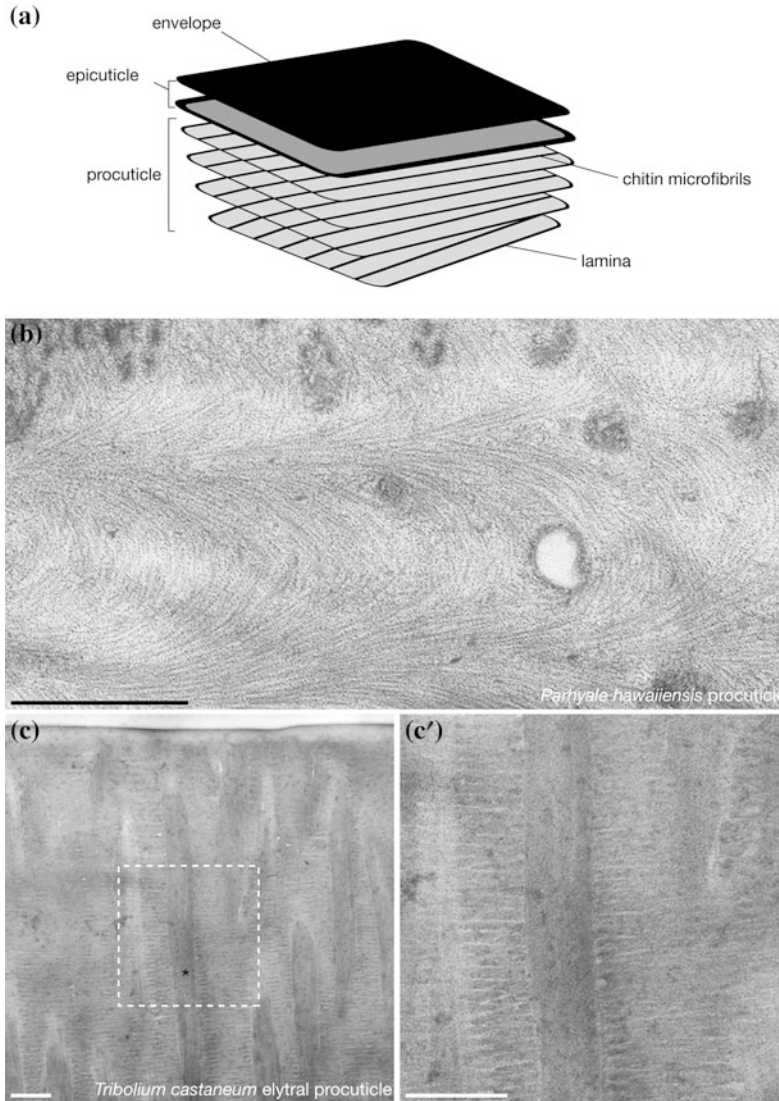 (a)
envelope
epicuticle
procuticle
chitin microfibrils
lamina
(b)
Parhyale hawaiiensis procuticle
(c)
Tribolium castaneum elytral procuticle
*
(c′)